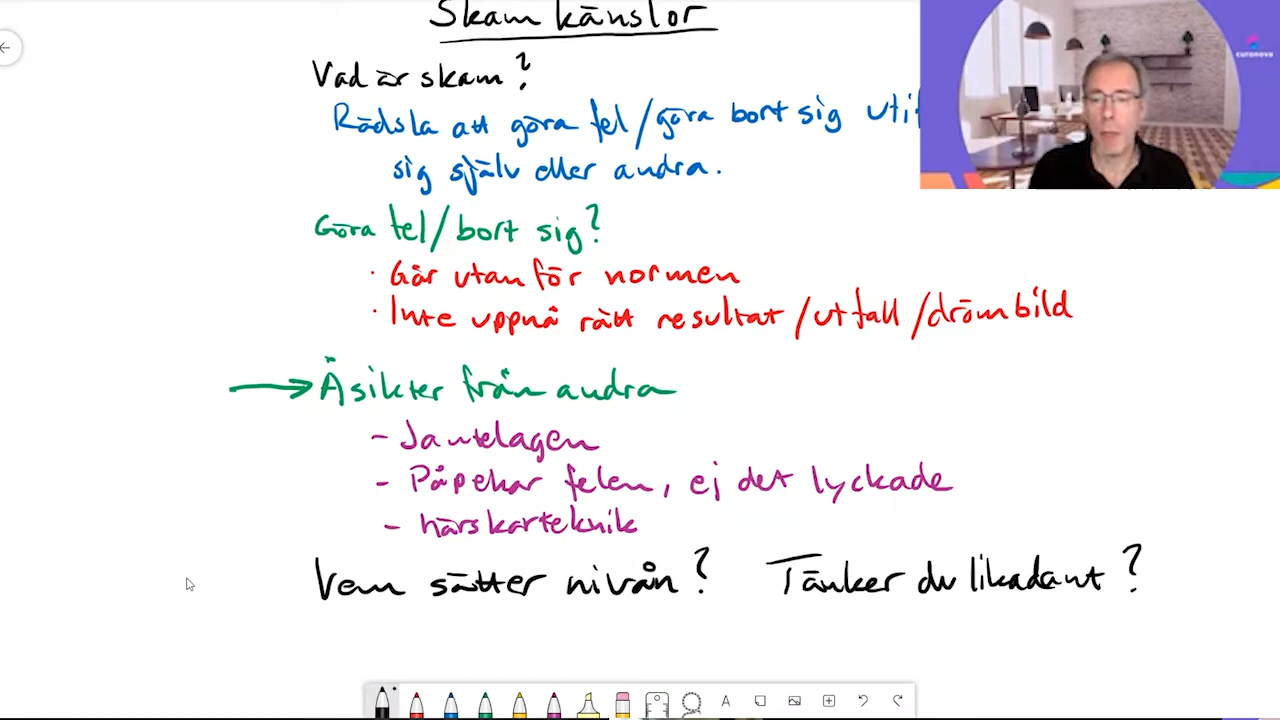 Skamkänslor
Vad är skam?
Rädsla att göra fel/göra bort sig
sig själv eller andra.
Göra fel/bort sig?
· Går utanför normen
· Inte uppnå rätt resultat/utfall/drömbild
→ Åsikter från andra
- Jantelagen
- Påpekar felen, ej det lyckade
- härskarteknik
Vem sätter nivån? Tänker du likadant?
curanova
A